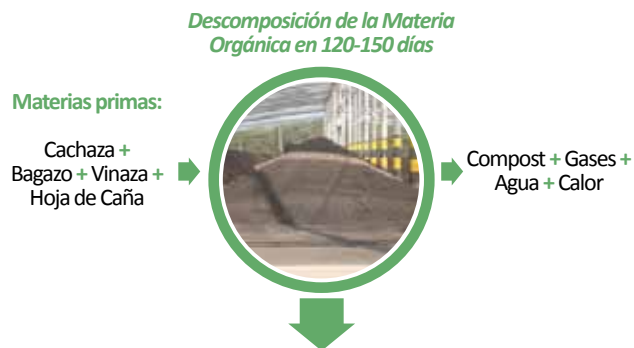 Descomposición de la Materia
Orgánica en 120-150 días
Materias primas:
Cachaza +
Bagazo + Vinaza +
Hoja de Caña
Compost + Gases +
Agua + Calor